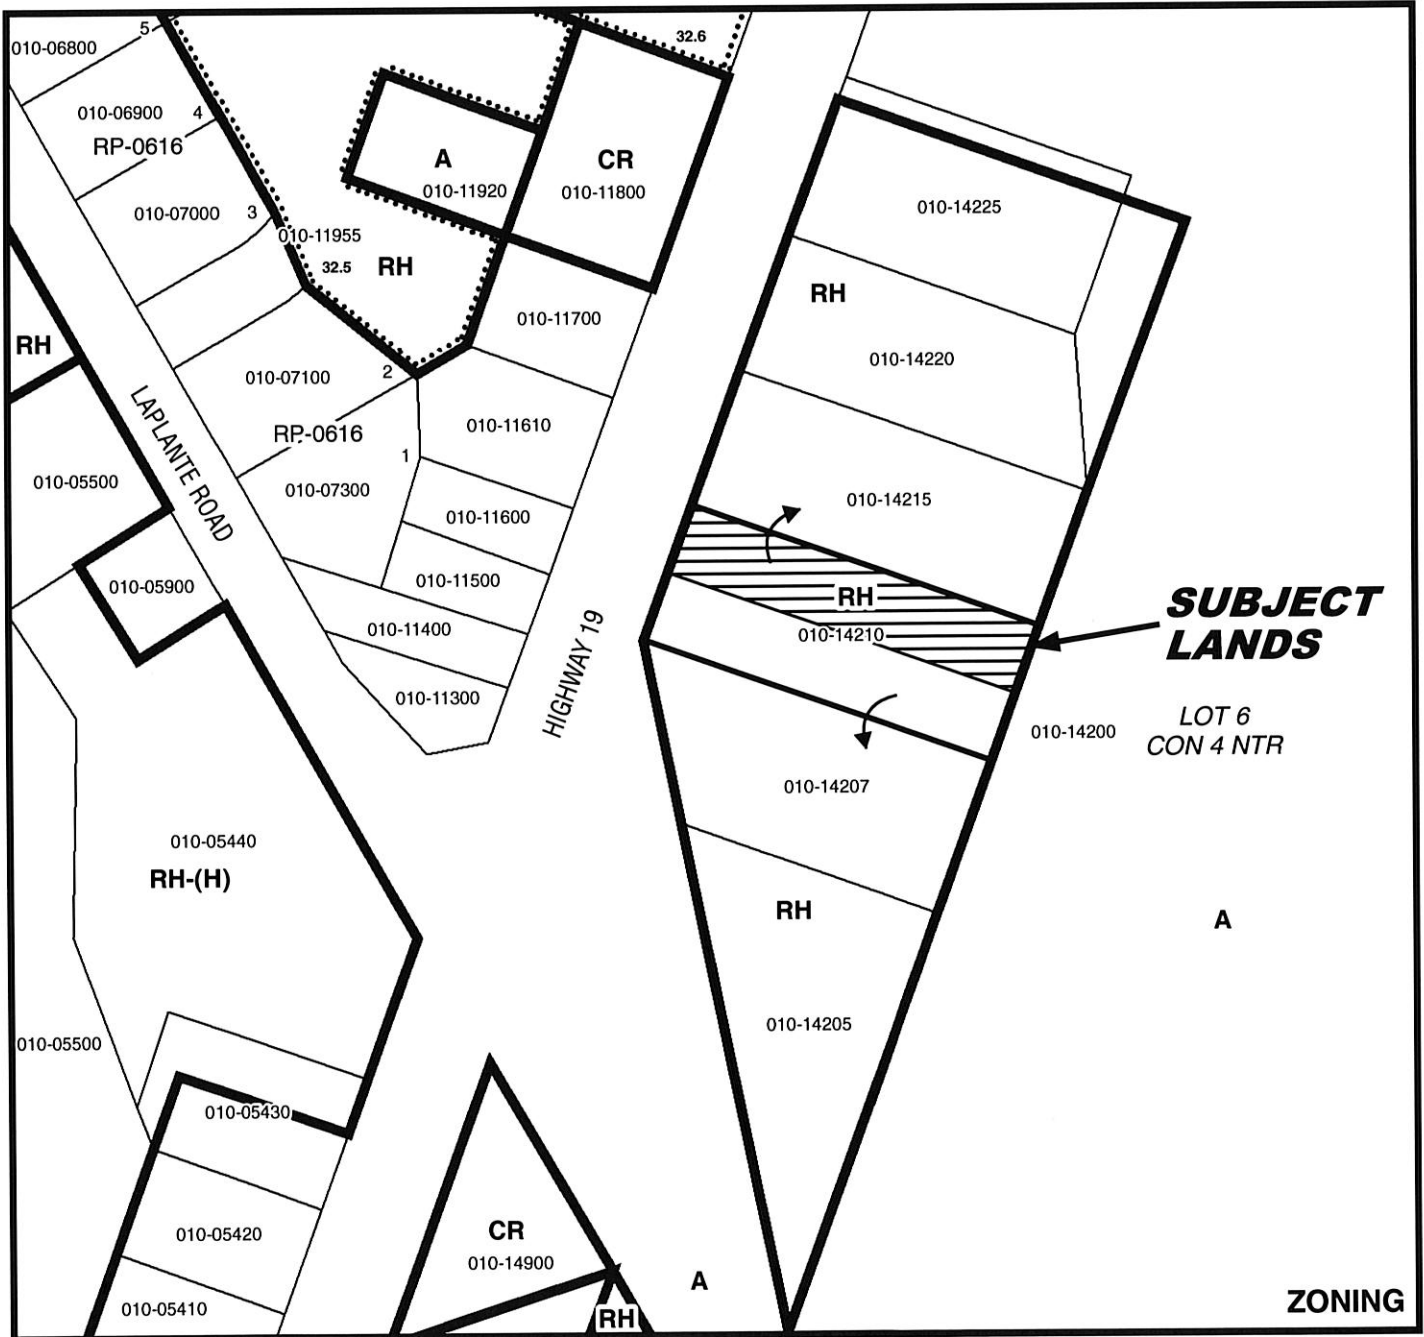 5
010-06800
32.6
010-06900
4
RP-0616
A
010-11920
CR
010-11800
010-07000
3
010-14225
010-11955
32.5
RH
RH
010-11700
RH
010-14220
010-07100
2
LAPLANTE ROAD
RP-0616
010-11610
1
010-05500
010-07300
010-14215
010-11600
010-11500
010-05900
RH
SUBJECT
LANDS
010-11400
010-14210
HIGHWAY 19
010-11300
010-14200
LOT 6
CON 4 NTR
010-14207
010-05440
RH-(H)
RH
A
010-14205
010-05500
010-05430
010-05420
CR
010-14900
A
010-05410
RH
ZONING